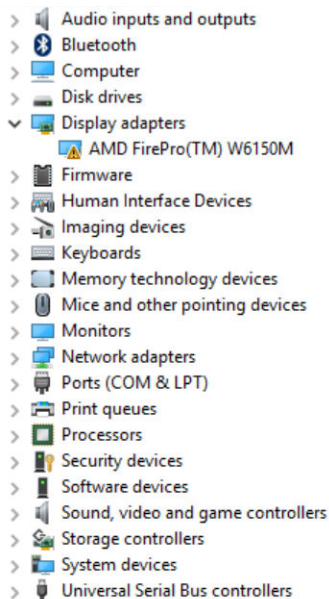 Audio inputs and outputs
Bluetooth
Computer
Disk drives
Display adapters
AMD FirePro(TM) W6150M
Firmware
Human Interface Devices
Imaging devices
Keyboards
Memory technology devices
Mice and other pointing devices
Monitors
Network adapters
Ports (COM & LPT)
Print queues
Processors
Security devices
Software devices
Sound, video and game controllers
Storage controllers
System devices
Universal Serial Bus controllers